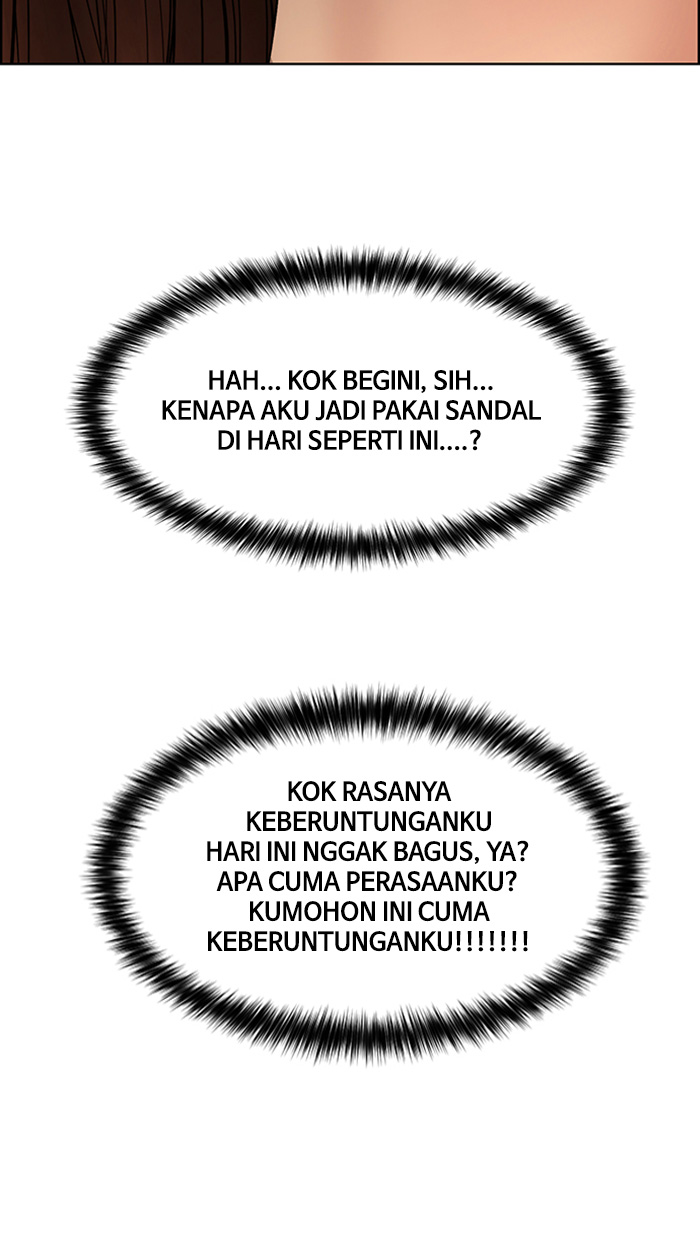 HAH... KOK BEGINI, SIH...
KENAPA AKU JADI PAKAI SANDAL
DI HARI SEPERTI INI....?
KOK RASANYA
KEBERUNTUNGANKU
HARI INI NGGAK BAGUS, YA?
APA CUMA PERASAANKU?
KUMOHON INI CUMA
KEBERUNTUNGANKU!!!!!!!